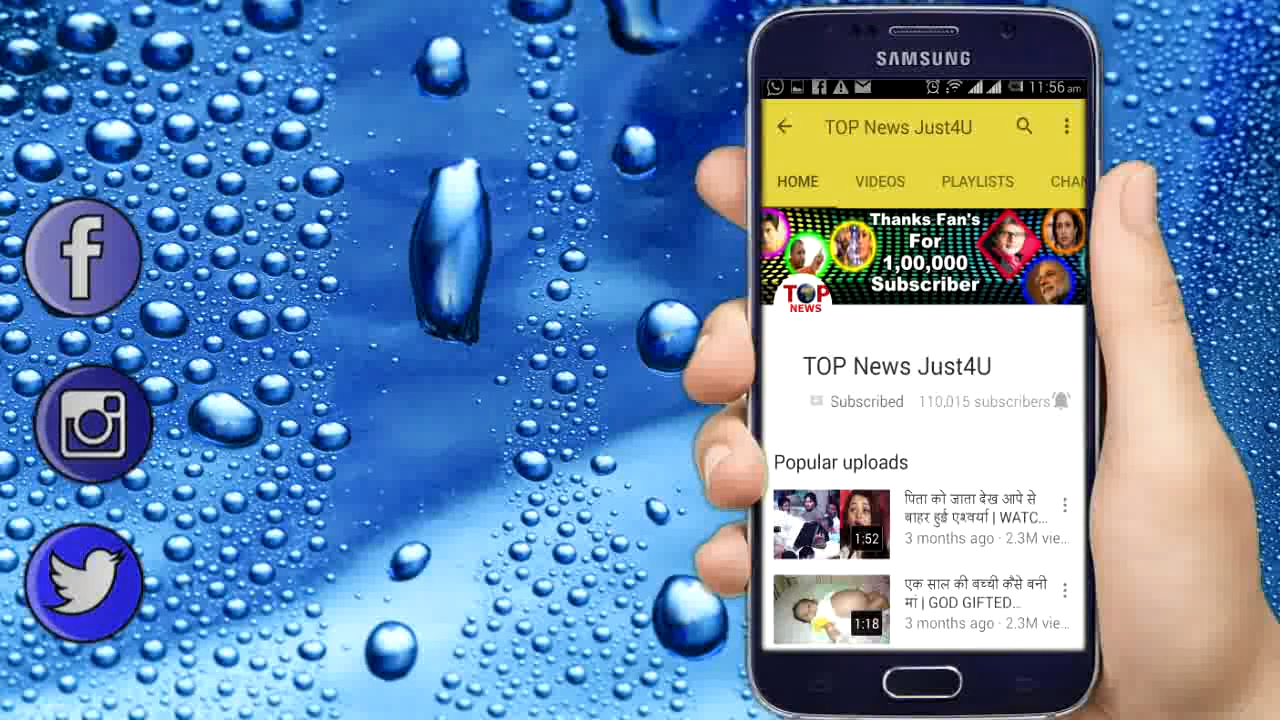 SAMSUNG
11:56 am
TOP News Just4U
HOME VIDEOS PLAYLISTS CHAN
Thanks Fan's
For
1,00,000
Subscriber
TOP
NEWS
TOP News Just4U
Subscribed 110,015 subscribers
Popular uploads
पिता को जाता देख आपे से
बाहर हुई एश्वर्या | WATC...
1:52
3 months ago · 2.3M vie...
एक साल की बच्ची कैसे बनी
मां | GOD GIFTED...
1:18
3 months ago · 2.3M vie...